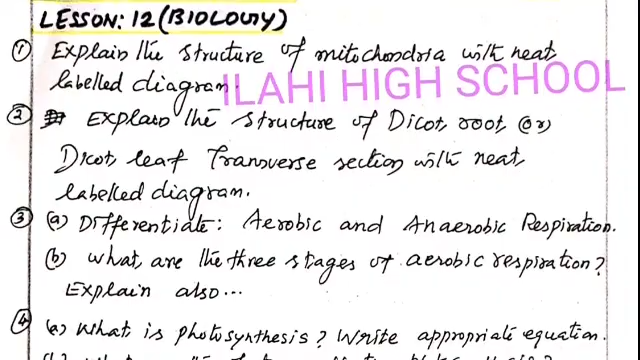 LESSON: 12 (BIOLOGY)
① Explain the structure of mitochondria with neat
labelled diagram.
ILAHI HIGH SCHOOL
② Explain the structure of Dicot root (or)
Dicot leaf Transverse section with neat
labelled diagram.
③ (a) Differentiate: Aerobic and Anaerobic Respiration.
(b) What are the three stages of aerobic respiration?
Explain also...
④ (a) What is photosynthesis? Write appropriate equation.